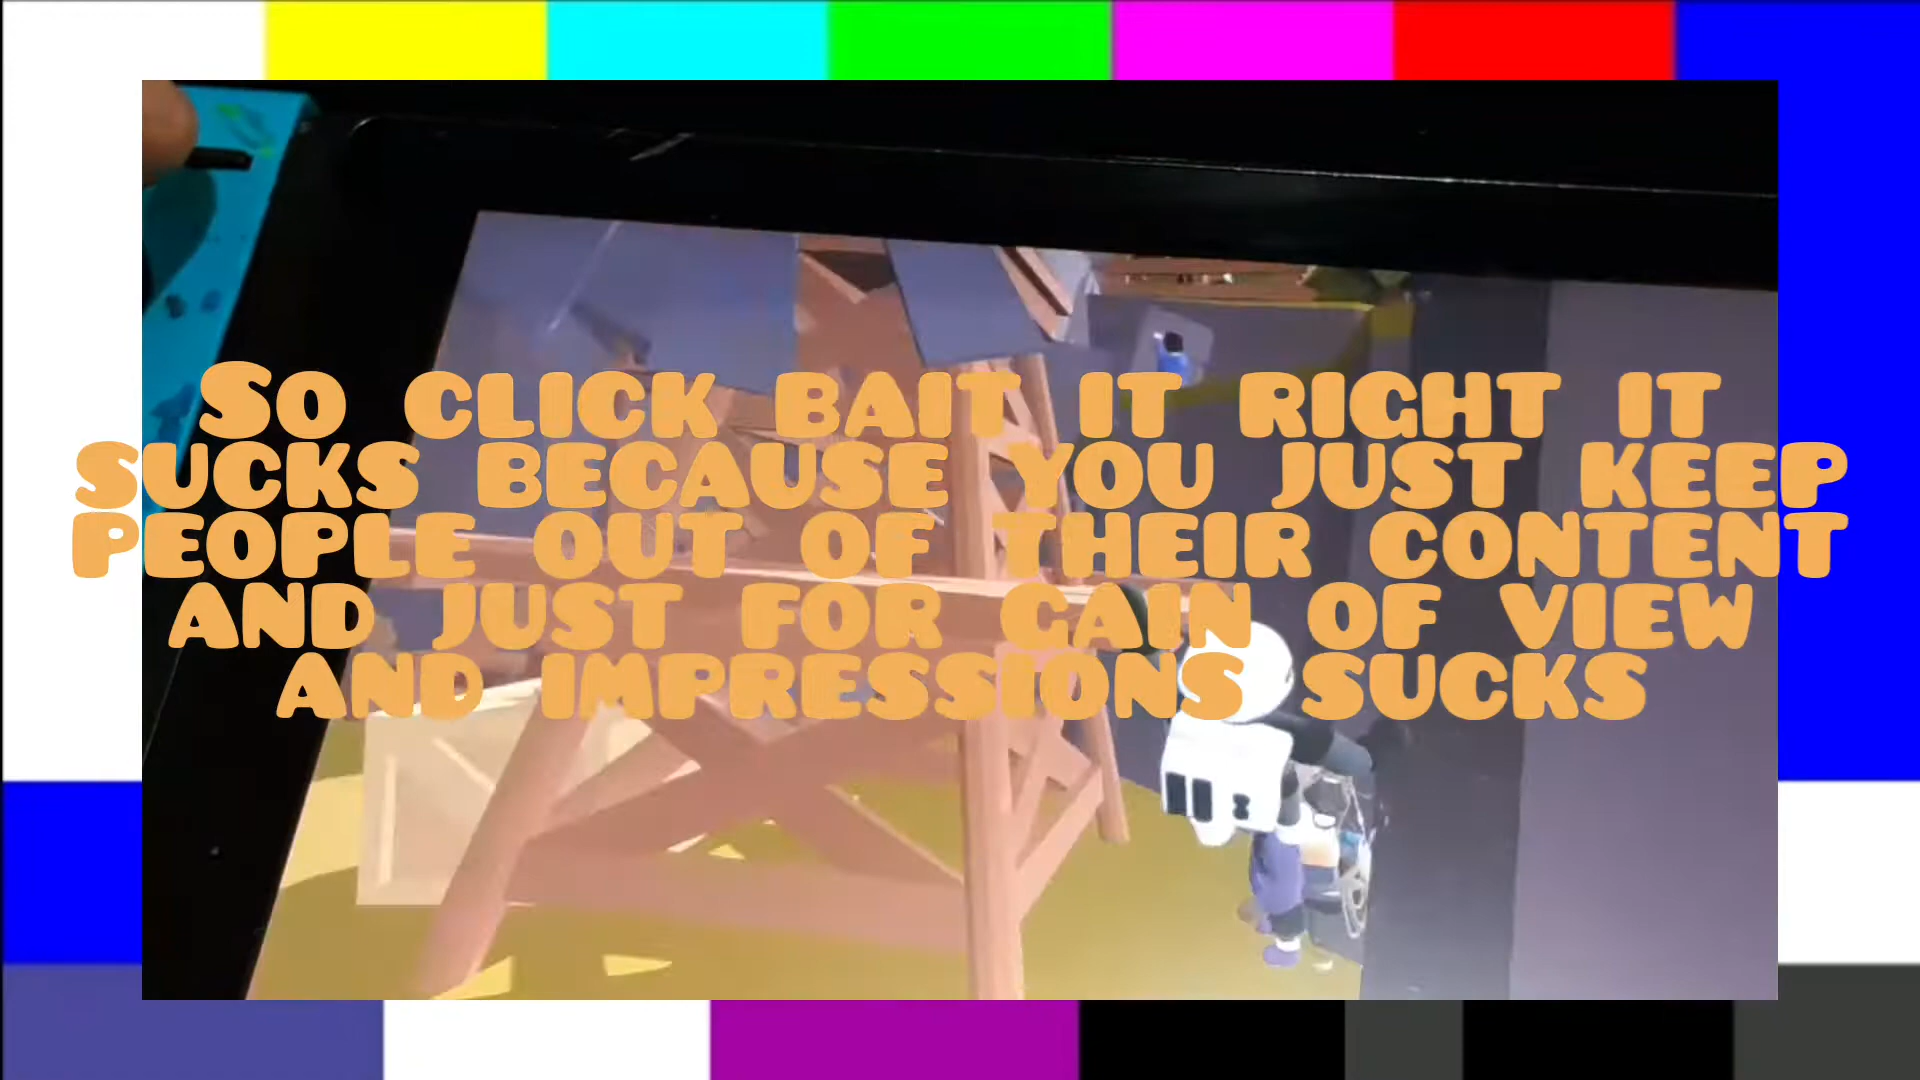 So click bait it right it
sucks because you just keep
people out of their content
and just for gain of view
and impressions sucks